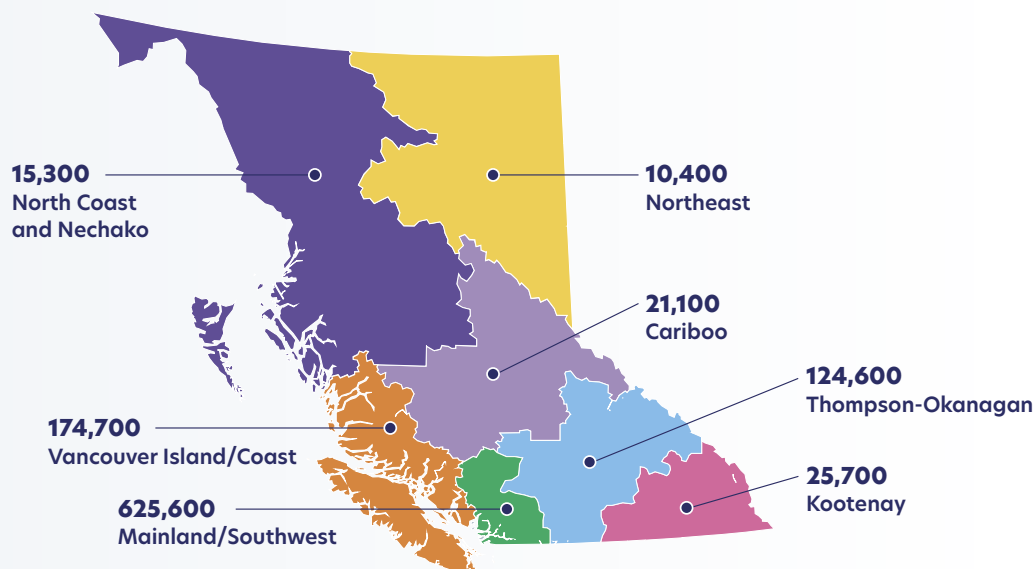 15,300
North Coast
and Nechako
10,400
Northeast
21,100
Cariboo
124,600
Thompson-Okanagan
174,700
Vancouver Island/Coast
25,700
Kootenay
625,600
Mainland/Southwest